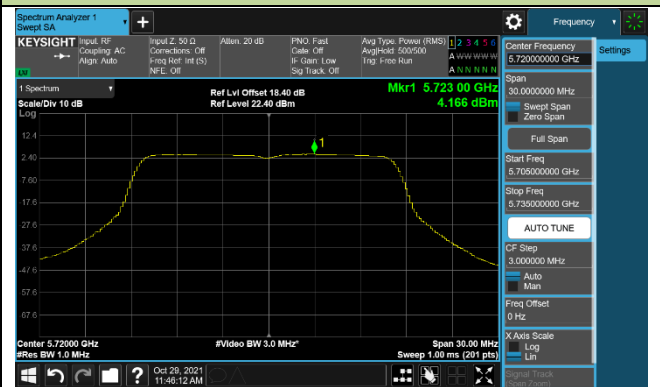 Spectrum Analyzer 1
Swept SA
+
Frequency
KEYSIGHT
Input: RF
Coupling: AC
Align: Auto
Input Z: 50 Ω
Corrections: Off
Freq Ref: Int (S)
NFE: Off
Atten: 20 dB
PNO: Fast
Gate: Off
IF Gain: Low
Sig Track: Off
Avg Type: Power (RMS)
Avg|Hold: 500/500
Trig: Free Run
1 2 3 4 5 6
A W W W W W
A N N N N N
LW
1 Spectrum
Scale/Div 10 dB
Log
Ref Lvl Offset 18.40 dB
Ref Level 22.40 dBm
Mkr1 5.723 00 GHz
4.166 dBm
12.4
2.40
-7.60
-17.6
-27.6
-37.6
-47.6
-57.6
-67.6
1
Center 5.72000 GHz
#Res BW 1.0 MHz
#Video BW 3.0 MHz*
Span 30.00 MHz
Sweep 1.00 ms (201 pts)
Center Frequency
5.720000000 GHz
Settings
Span
30.0000000 MHz
Swept Span
Zero Span
Full Span
Start Freq
5.705000000 GHz
Stop Freq
5.735000000 GHz
AUTO TUNE
CF Step
3.000000 MHz
Auto
Man
Freq Offset
0 Hz
X Axis Scale
Log
Lin
Signal Track
(Span Zoom)
?
Oct 29, 2021
11:46:12 AM